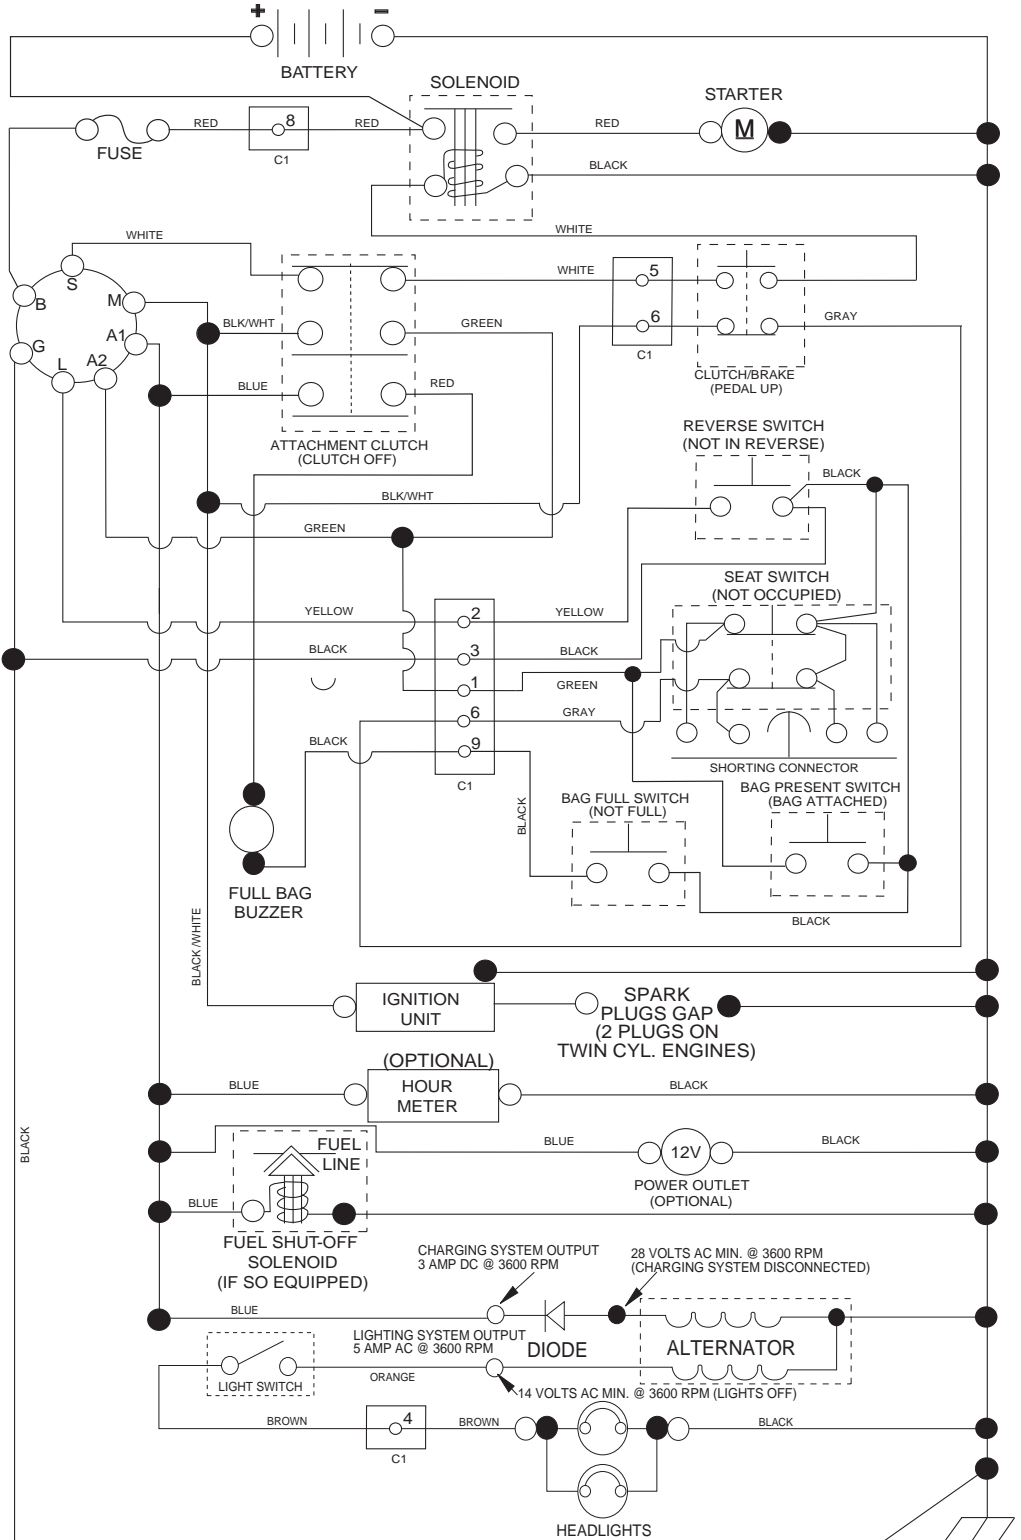 + −
BATTERY
SOLENOID
STARTER
RED
8
RED
RED
M
FUSE
C1
BLACK
WHITE
WHITE
S
WHITE
5
B
M
BLK/WHT
GREEN
6
GRAY
G
A1
C1
L
A2
BLUE
RED
CLUTCH/BRAKE
(PEDAL UP)
ATTACHMENT CLUTCH
(CLUTCH OFF)
REVERSE SWITCH
(NOT IN REVERSE)
BLACK
BLK/WHT
GREEN
SEAT SWITCH
(NOT OCCUPIED)
YELLOW
2
YELLOW
BLACK
3
BLACK
1
GREEN
6
GRAY
BLACK
9
C1
SHORTING CONNECTOR
BAG PRESENT SWITCH
(BAG ATTACHED)
BAG FULL SWITCH
(NOT FULL)
BLACK
FULL BAG
BUZZER
BLACK
BLACK /WHITE
IGNITION
UNIT
SPARK
PLUGS GAP
(2 PLUGS ON
TWIN CYL. ENGINES)
(OPTIONAL)
BLUE
HOUR
METER
BLACK
BLACK
FUEL
LINE
BLUE
12V
BLACK
POWER OUTLET
(OPTIONAL)
BLUE
FUEL SHUT-OFF
SOLENOID
(IF SO EQUIPPED)
CHARGING SYSTEM OUTPUT
3 AMP DC @ 3600 RPM
28 VOLTS AC MIN. @ 3600 RPM
(CHARGING SYSTEM DISCONNECTED)
BLUE
LIGHTING SYSTEM OUTPUT
5 AMP AC @ 3600 RPM
DIODE
ALTERNATOR
LIGHT SWITCH
ORANGE
14 VOLTS AC MIN. @ 3600 RPM (LIGHTS OFF)
BROWN
4
BROWN
BLACK
C1
HEADLIGHTS